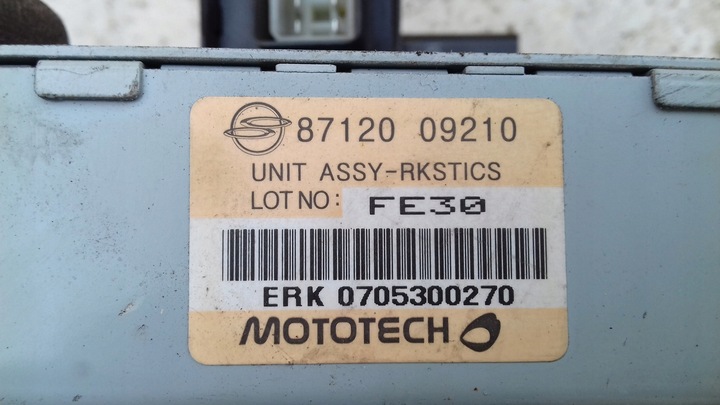 87120 09210
UNIT ASSY-RKSTICS
LOT NO: FE30
ERK 0705300270
MOTOTECH